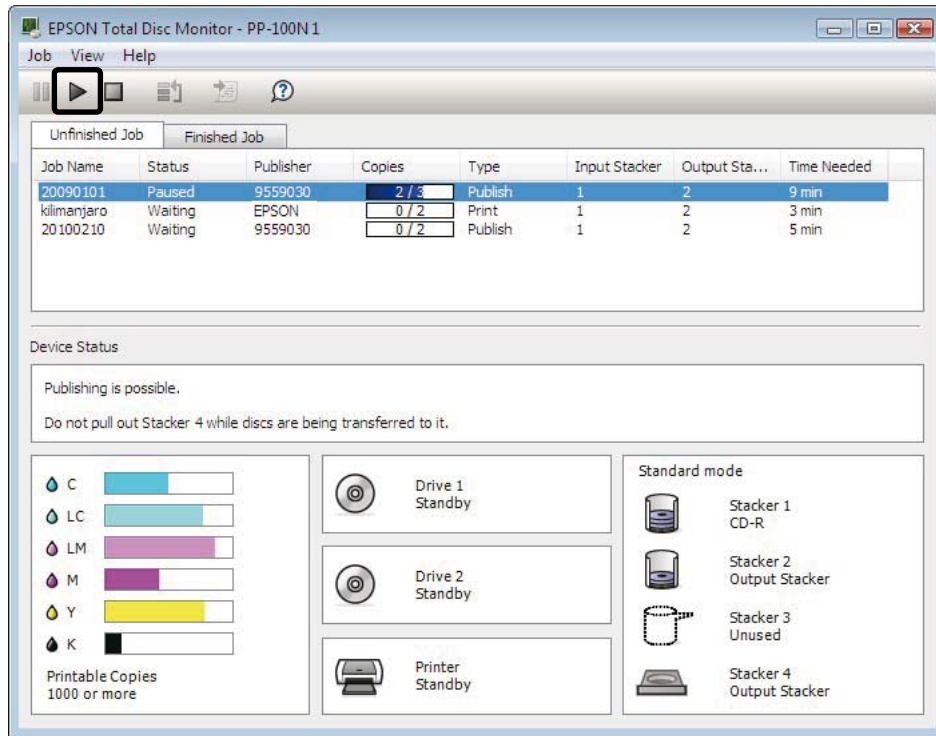 EPSON Total Disc Monitor - PP-100N 1
Job View Help
Unfinished Job Finished Job
Job Name Status Publisher Copies Type Input Stacker Output Sta... Time Needed
20090101 Paused 9559030 2 / 3 Publish 1 2 9 min
kilimanjaro Waiting EPSON 0 / 2 Print 1 2 3 min
20100210 Waiting 9559030 0 / 2 Publish 1 2 5 min
Device Status
Publishing is possible.
Do not pull out Stacker 4 while discs are being transferred to it.
C
LC
LM
M
Y
K
Printable Copies
1000 or more
Drive 1
Standby
Drive 2
Standby
Printer
Standby
Standard mode
Stacker 1
CD-R
Stacker 2
Output Stacker
Stacker 3
Unused
Stacker 4
Output Stacker